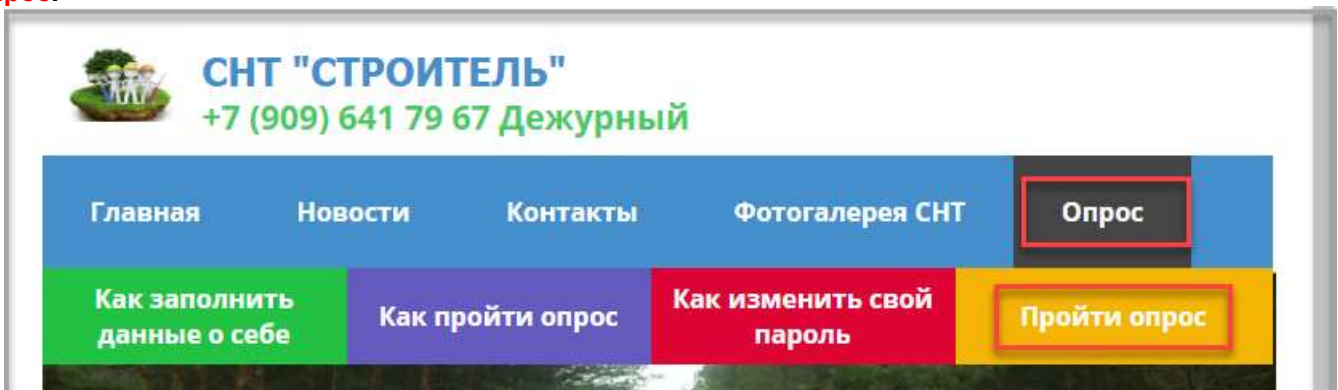 СНТ "СТРОИТЕЛЬ"
+7 (909) 641 79 67 Дежурный
Главная Новости Контакты Фотогалерея СНТ Опрос
Как заполнить данные о себе
Как пройти опрос
Как изменить свой пароль
Пройти опрос